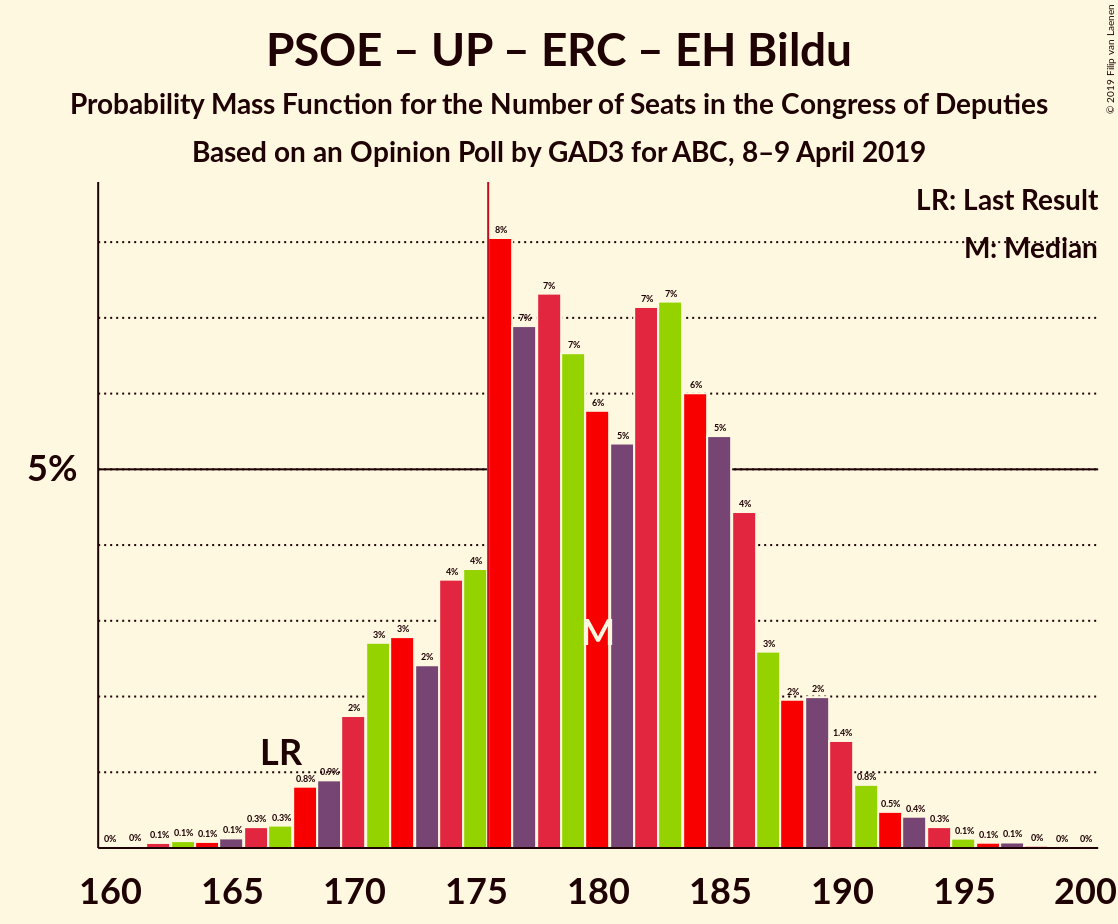 PSOE – UP – ERC – EH Bildu
Probability Mass Function for the Number of Seats in the Congress of Deputies
Based on an Opinion Poll by GAD3 for ABC, 8–9 April 2019
© 2019 Filip van Laenen
LR: Last Result
M: Median
5%
LR
M
0% 0% 0.1% 0.1% 0.1% 0.1% 0.3% 0.3% 0.8% 0.9% 2% 3% 3% 2% 4% 4% 8% 7% 7% 7% 6% 5% 7% 7% 6% 5% 4% 3% 2% 2% 1.4% 0.8% 0.5% 0.4% 0.3% 0.1% 0.1% 0.1% 0% 0% 0%
160 165 170 175 180 185 190 195 200